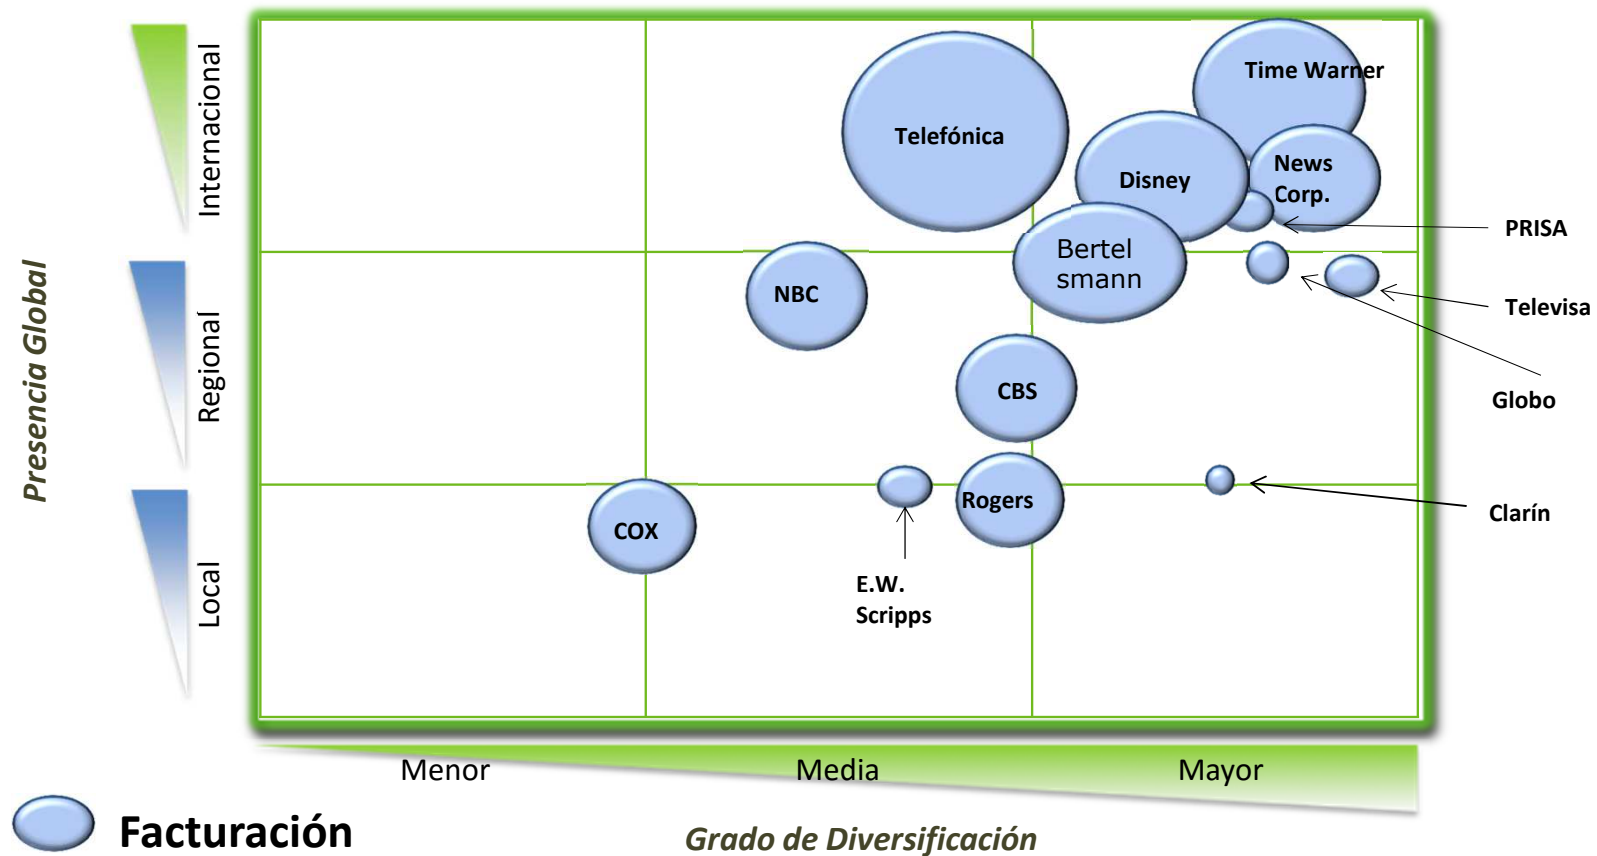 Presencia Global
Internacional
Regional
Local
Time Warner
Telefónica
Disney
News
Corp.
PRISA
Bertel
smann
NBC
Televisa
CBS
Globo
Rogers
COX
Clarín
E.W.
Scripps
Menor
Media
Mayor
Facturación
Grado de Diversificación